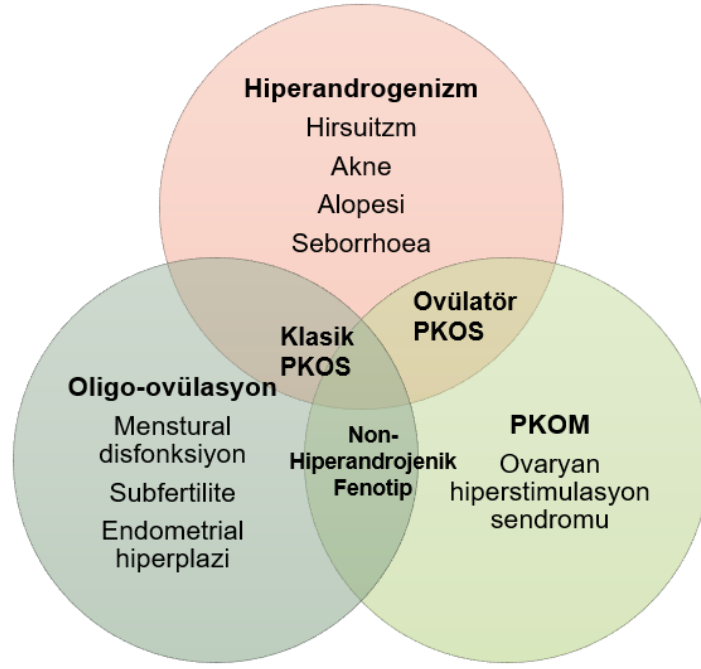 Hiperandrogenizm
Hirsuitzm
Akne
Alopesi
Seborrhoea
Ovülatör
PKOS
Klasik
PKOS
Oligo-ovülasyon
Menstural
disfonksiyon
Subfertilite
Endometrial
hiperplazi
Non-
Hiperandrojenik
Fenotip
PKOM
Ovaryan
hiperstimulasyon
sendromu